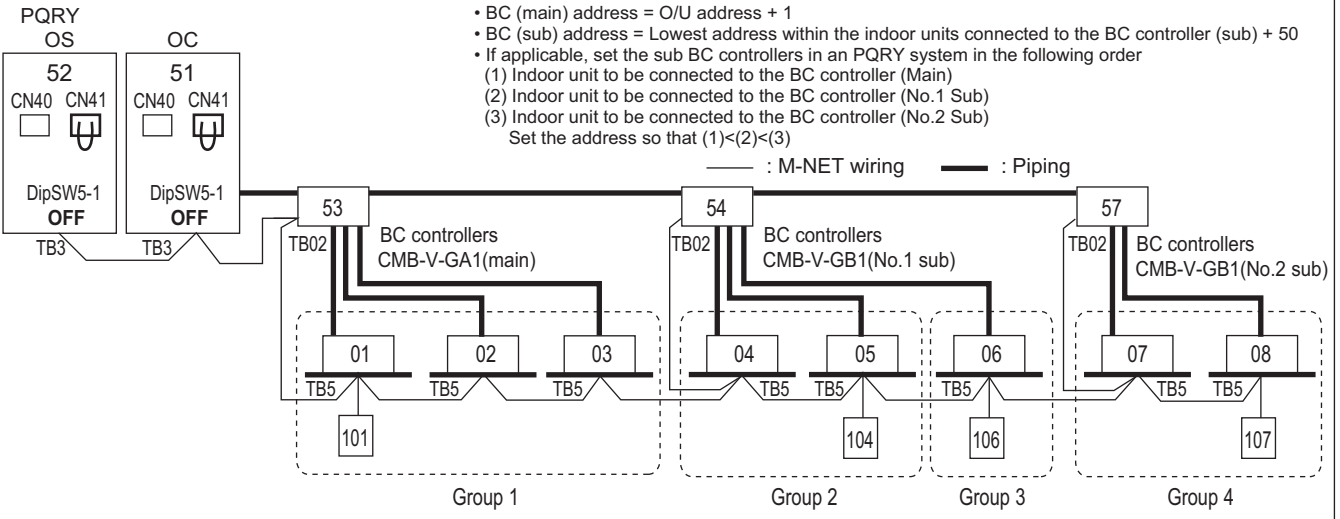 PQRY
OS OC
52 51
CN40 CN41 CN40 CN41
DipSW5-1 DipSW5-1
OFF OFF
TB3 TB3
• BC (main) address = O/U address + 1
• BC (sub) address = Lowest address within the indoor units connected to the BC controller (sub) + 50
• If applicable, set the sub BC controllers in an PQRY system in the following order
(1) Indoor unit to be connected to the BC controller (Main)
(2) Indoor unit to be connected to the BC controller (No.1 Sub)
(3) Indoor unit to be connected to the BC controller (No.2 Sub)
Set the address so that (1)<(2)<(3)
: M-NET wiring : Piping
53 54 57
TB02 BC controllers TB02 BC controllers TB02 BC controllers
CMB-V-GA1(main) CMB-V-GB1(No.1 sub) CMB-V-GB1(No.2 sub)
01 02 03 04 05 06 07 08
TB5 TB5 TB5 TB5 TB5 TB5 TB5 TB5
101 104 106 107
Group 1 Group 2 Group 3 Group 4